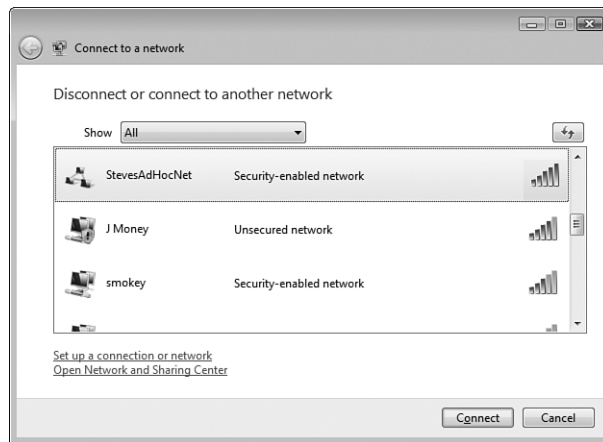 Connect to a network
Disconnect or connect to another network
Show All
StevesAdHocNet Security-enabled network
J Money Unsecured network
smokey Security-enabled network
Set up a connection or network
Open Network and Sharing Center
Connect Cancel